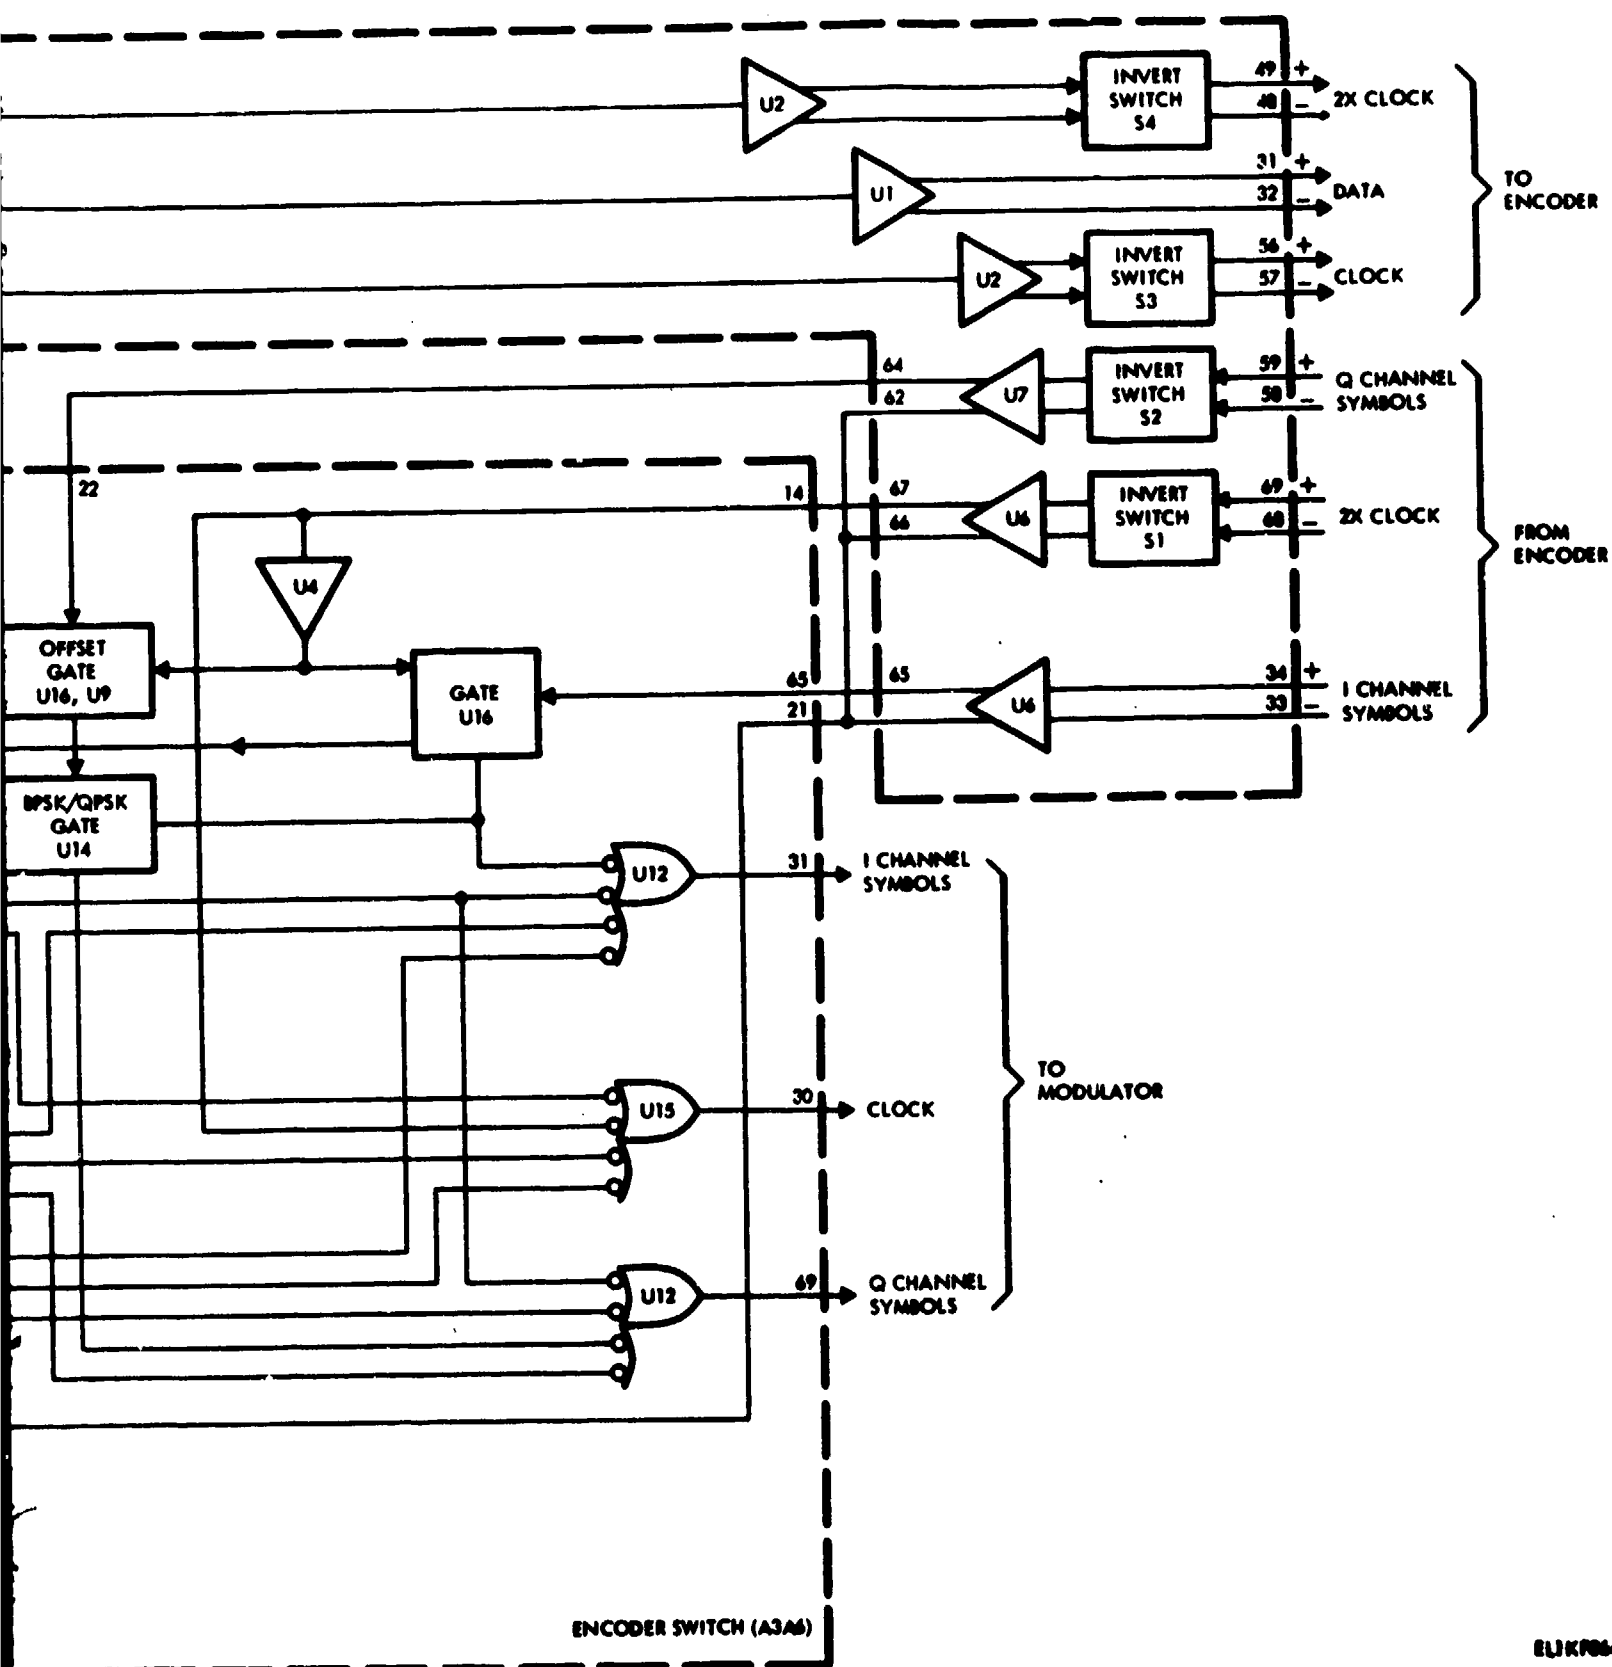 U2
INVERT
SWITCH
S4
49 +
48 -
2X CLOCK
U1
31 +
32 -
DATA
TO
ENCODER
U2
INVERT
SWITCH
S3
56 +
57 -
CLOCK
64
62
U7
INVERT
SWITCH
S2
59 +
58 -
Q CHANNEL
SYMBOLS
22
14
67
66
U6
INVERT
SWITCH
S1
69 +
68 -
2X CLOCK
FROM
ENCODER
U4
OFFSET
GATE
U16, U9
GATE
U16
65
21
65
U6
34 +
33 -
I CHANNEL
SYMBOLS
BPSK/QPSK
GATE
U14
U12
31
I CHANNEL
SYMBOLS
U15
30
CLOCK
TO
MODULATOR
U12
69
Q CHANNEL
SYMBOLS
ENCODER SWITCH (A3A6)